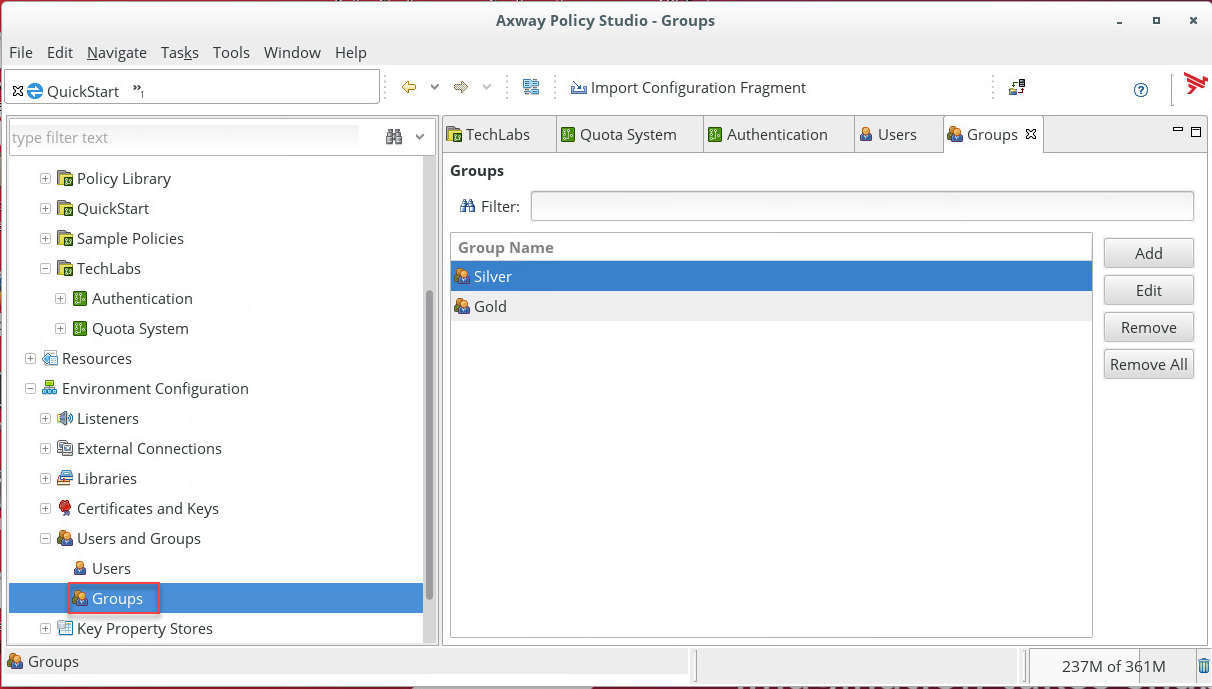 Axway Policy Studio - Groups
File Edit Navigate Tasks Tools Window Help
QuickStart »1
Import Configuration Fragment
type filter text
Policy Library
QuickStart
Sample Policies
TechLabs
Authentication
Quota System
Resources
Environment Configuration
Listeners
External Connections
Libraries
Certificates and Keys
Users and Groups
Users
Groups
Key Property Stores
TechLabs Quota System Authentication Users Groups
Groups
Filter:
Group Name
Silver
Gold
Add
Edit
Remove
Remove All
Groups
237M of 361M